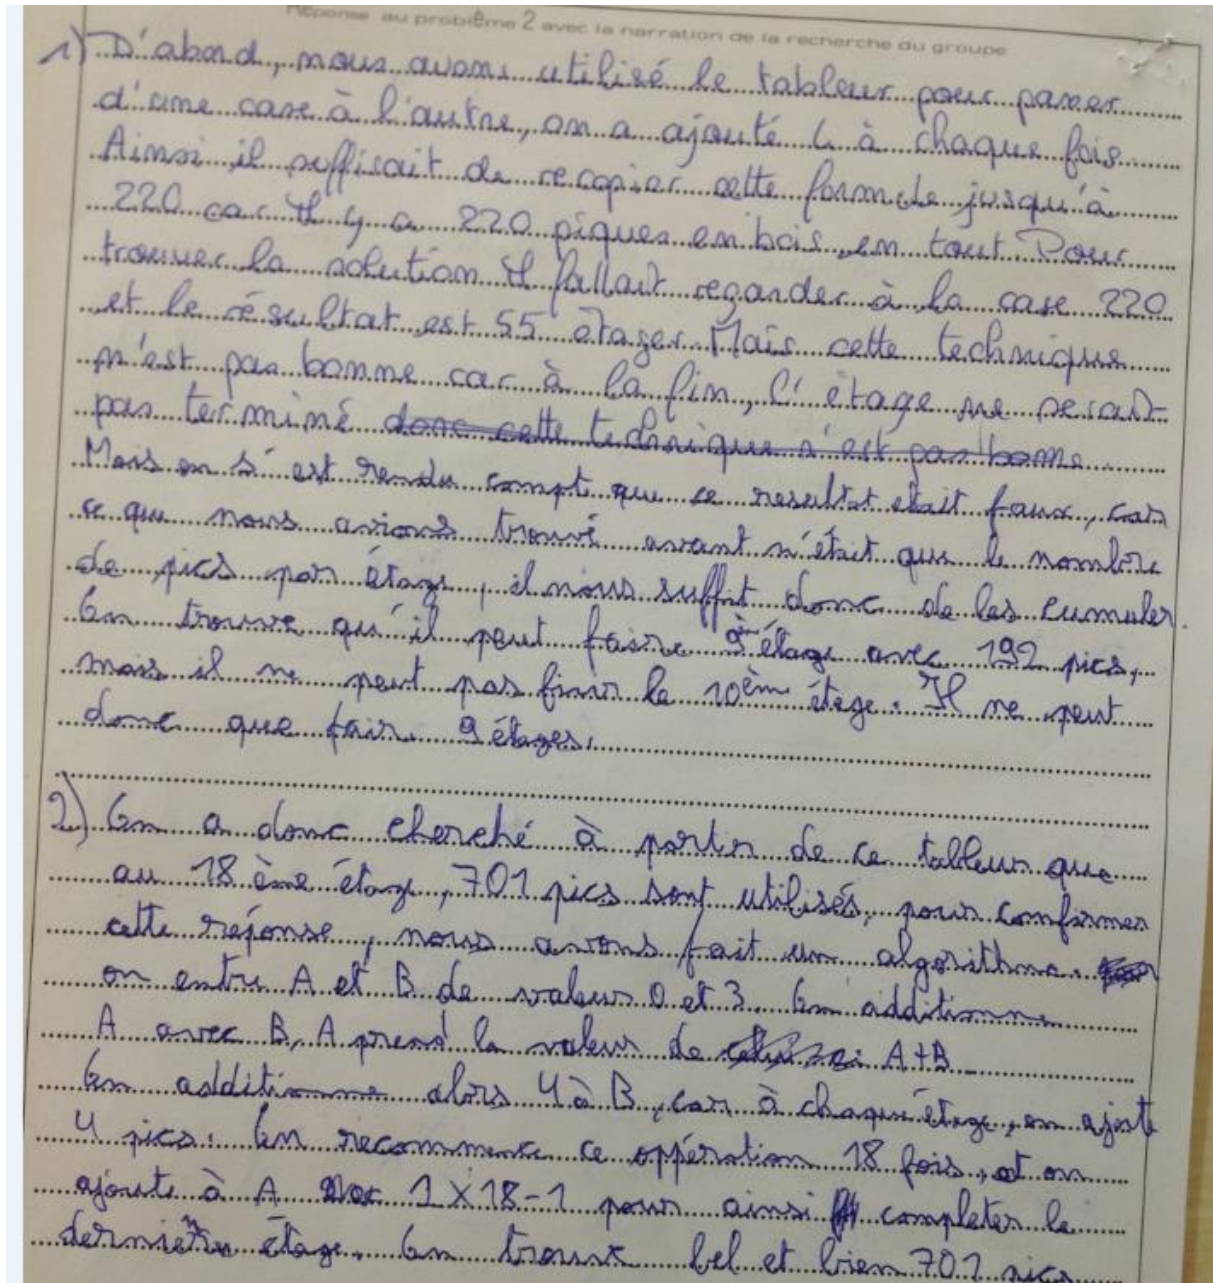 Réponse au problème 2 avec la narration de la recherche du groupe
1) D'abord, nous avons utilisé le tableur pour passer
d'une case à l'autre, on a ajouté 4 à chaque fois
Ainsi il suffisait de recopier cette formule jusqu'à
220 car il y a 220 piques en bois en tout. Pour
trouver la solution il fallait regarder à la case 220
et le résultat est 55 étages. Mais cette technique
n'est pas bonne car à la fin, l'étage ne serait
pas terminé donc cette technique n'est pas bonne
Mais on s'est rendu compt que ce resultat etait faux, car
ce que nous avions trouvé avant n'était que le nombre
de pics par étage, il nous suffit donc de les cumuler.
On trouve qu'il peut faire 9 étage avec 192 pics,
mais il ne peut pas finir le 10èm étage. Il ne peut
donc que fair 9 étages.
2) On a donc cherché à partir de ce tableur que
au 18 ème étage, 701 pics sont utilisés, pour confirmer
cette réponse, nous avons fait un algorithme.
on entre A et B de valeur 0 et 3. On additionne
A avec B, A prend la valeur de A+B
On additionne alors 4 à B, car à chaque étage, on ajoute
4 pics. On recommence ce opération 18 fois, et on
ajoute à A 1 X 18 - 1 pour ainsi completer le
dernier étage. On trouve bel et bien 701 pics